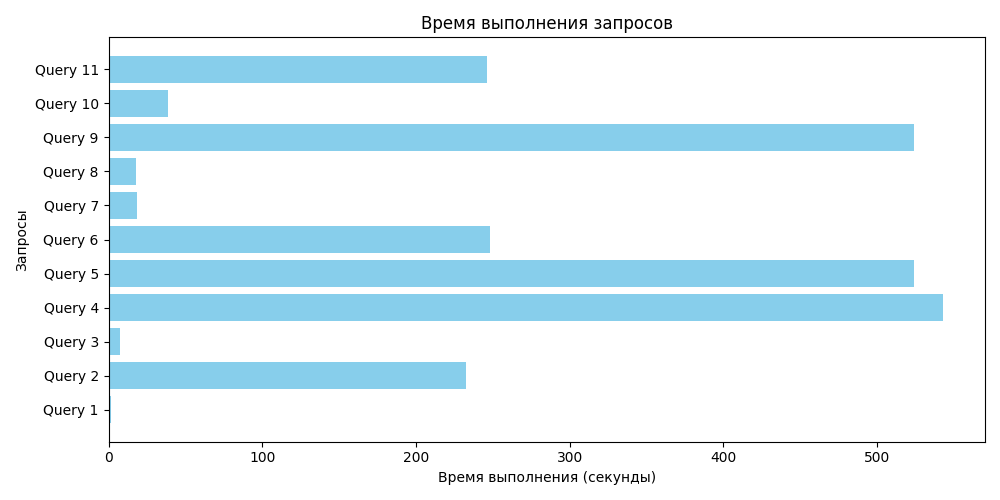 Время выполнения запросов
Запросы
Query 11
Query 10
Query 9
Query 8
Query 7
Query 6
Query 5
Query 4
Query 3
Query 2
Query 1
0 100 200 300 400 500
Время выполнения (секунды)